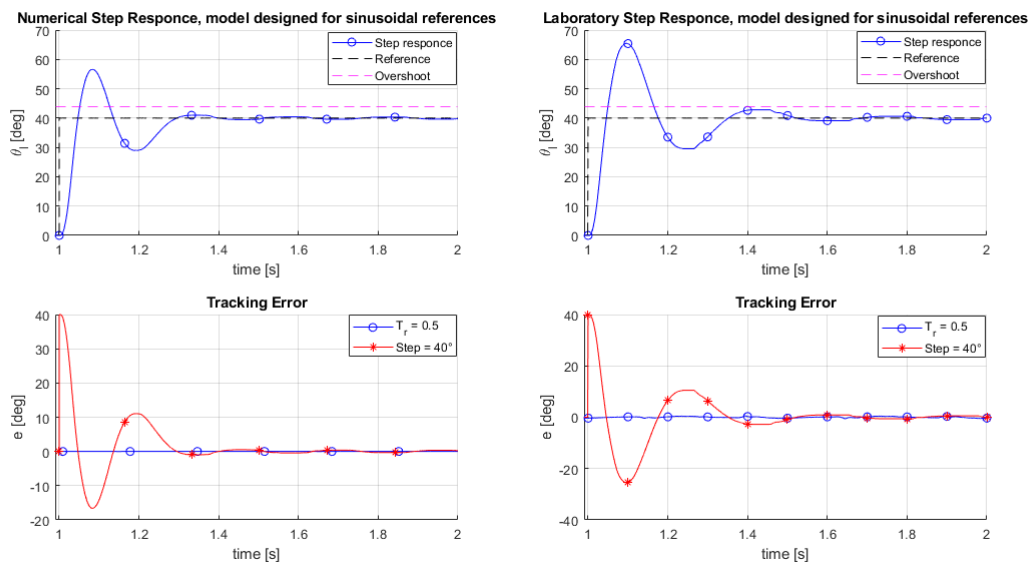 Numerical Step Responce, model designed for sinusoidal references
70
60
50
40
30
20
10
0
θl [deg]
1
1.2
1.4
1.6
1.8
2
time [s]
Step responce
Reference
Overshoot
Laboratory Step Responce, model designed for sinusoidal references
70
60
50
40
30
20
10
0
θl [deg]
1
1.2
1.4
1.6
1.8
2
time [s]
Step responce
Reference
Overshoot
Tracking Error
40
30
20
10
0
-10
-20
e [deg]
1
1.2
1.4
1.6
1.8
2
time [s]
Tr = 0.5
Step = 40°
Tracking Error
40
20
0
-20
-40
e [deg]
1
1.2
1.4
1.6
1.8
2
time [s]
Tr = 0.5
Step = 40°